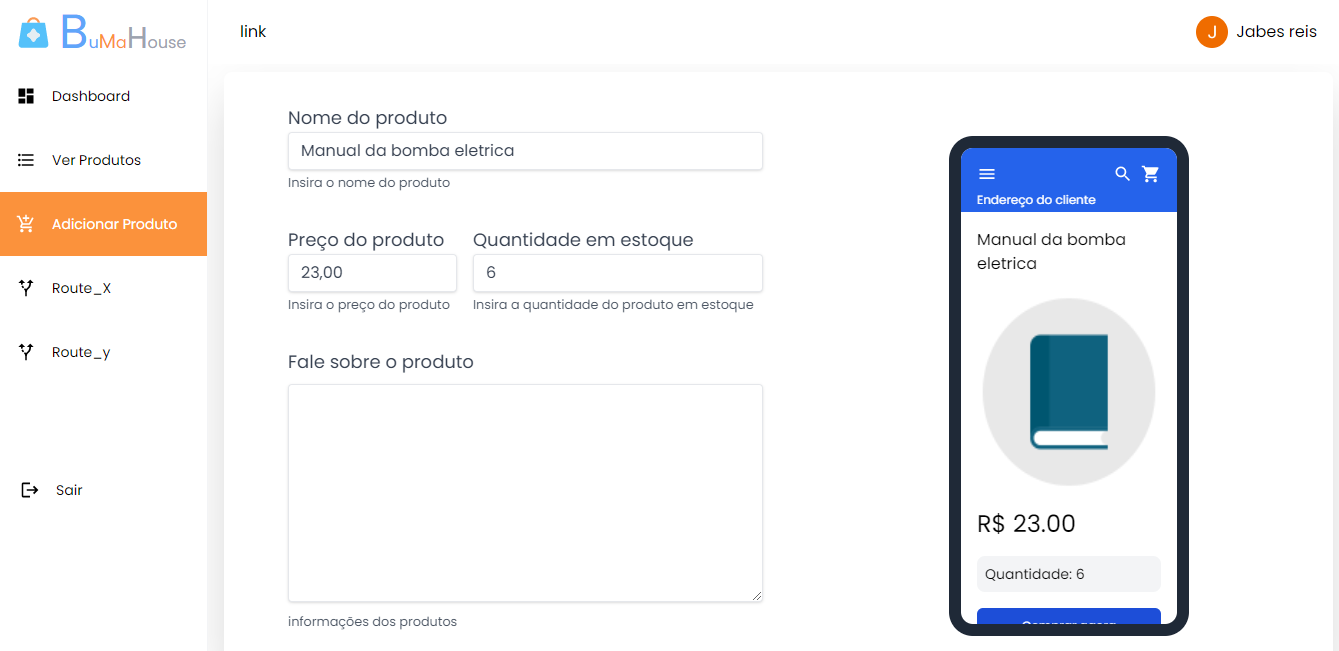 BuMaHouse
link
J Jabes reis
Dashboard
Ver Produtos
Adicionar Produto
Route_X
Route_y
Sair
Nome do produto
Manual da bomba eletrica
Insira o nome do produto
Preço do produto
Quantidade em estoque
23,00
6
Insira o preço do produto
Insira a quantidade do produto em estoque
Fale sobre o produto
informações dos produtos
Endereço do cliente
Manual da bomba
eletrica
R$ 23.00
Quantidade: 6
Comprar agora